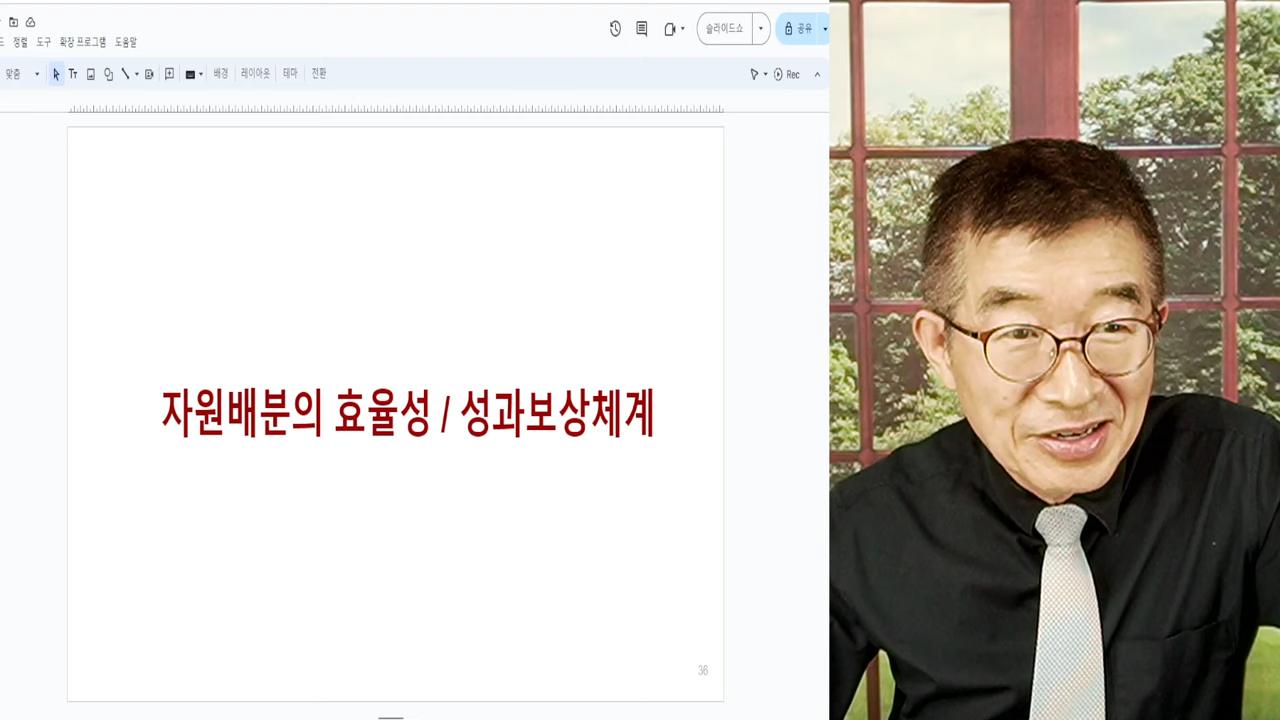 정렬 도구 확장 프로그램 도움말
슬라이드쇼
공유
맞춤
Tт
배경
레이아웃
테마
전환
Rec
자원배분의 효율성 / 성과보상체계
36